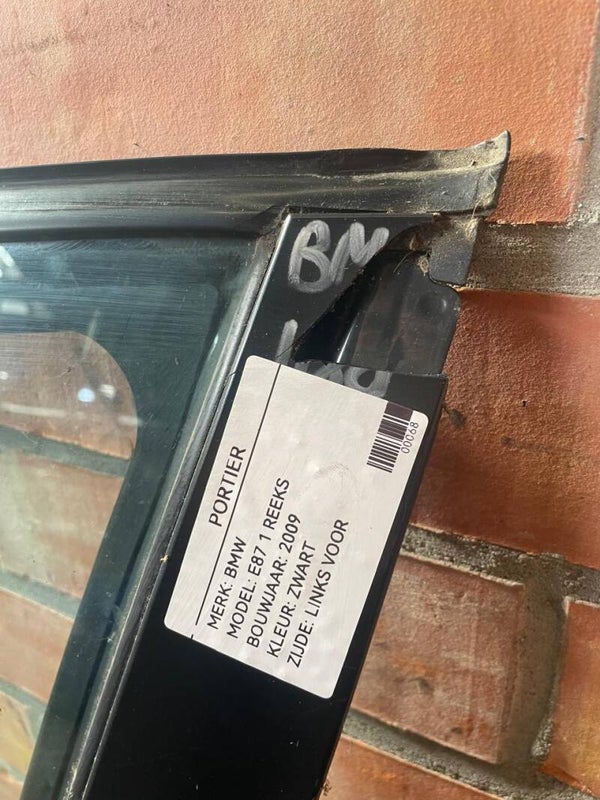 BM
PORTIER
00068
MERK: BMW
MODEL: E87 1 REEKS
BOUWJAAR: 2009
KLEUR: ZWART
ZIJDE: LINKS VOOR